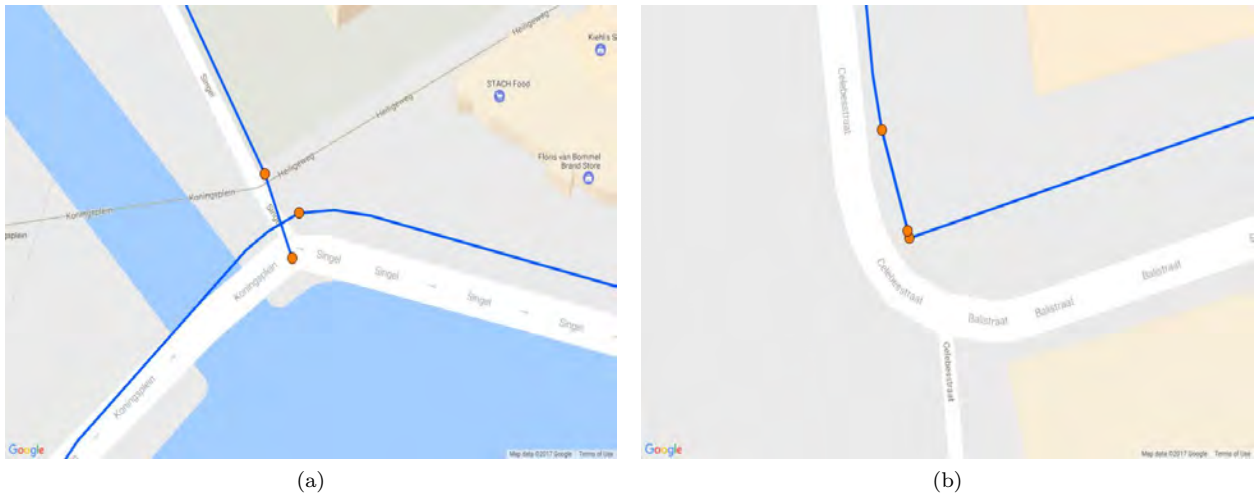 Singel
Heiligeweg
Kiehl's S
STACH Food
Heiligeweg
Floris van Bommel
Brand Store
Heiligeweg
Koningsplein
Koningsplein
gsplein
Singel
Singel
Singel
Singel
Singel
Koningsplein
Koningsplein
Google
Map data ©2017 Google
Terms of Use
(a)
Celebesstraat
Celebesstraat
Balistraat
Balistraat
Balistraat
Celebesstraat
Google
Map data ©2017 Google
Terms of Use
(b)